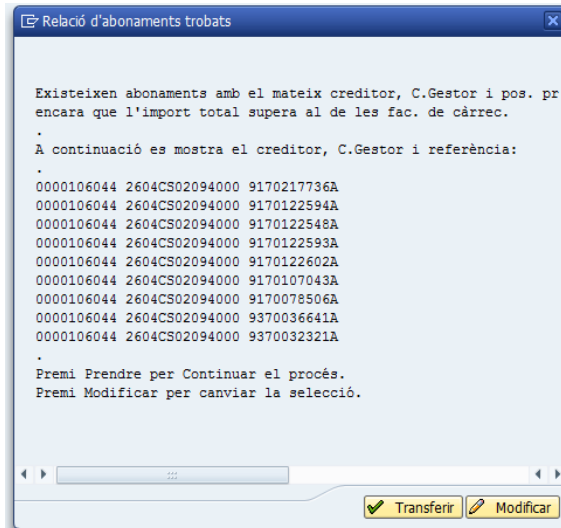 Relació d'abonaments trobats
Existeixen abonaments amb el mateix creditor, C.Gestor i pos. pr
encara que l'import total supera al de les fac. de càrrec.
.
A continuació es mostra el creditor, C.Gestor i referència:
.
0000106044 2604CS02094000 9170217736A
0000106044 2604CS02094000 9170122594A
0000106044 2604CS02094000 9170122548A
0000106044 2604CS02094000 9170122593A
0000106044 2604CS02094000 9170122602A
0000106044 2604CS02094000 9170107043A
0000106044 2604CS02094000 9170078506A
0000106044 2604CS02094000 9370036641A
0000106044 2604CS02094000 9370032321A
.
Premi Prendre per Continuar el procés.
Premi Modificar per canviar la selecció.
Transferir Modificar